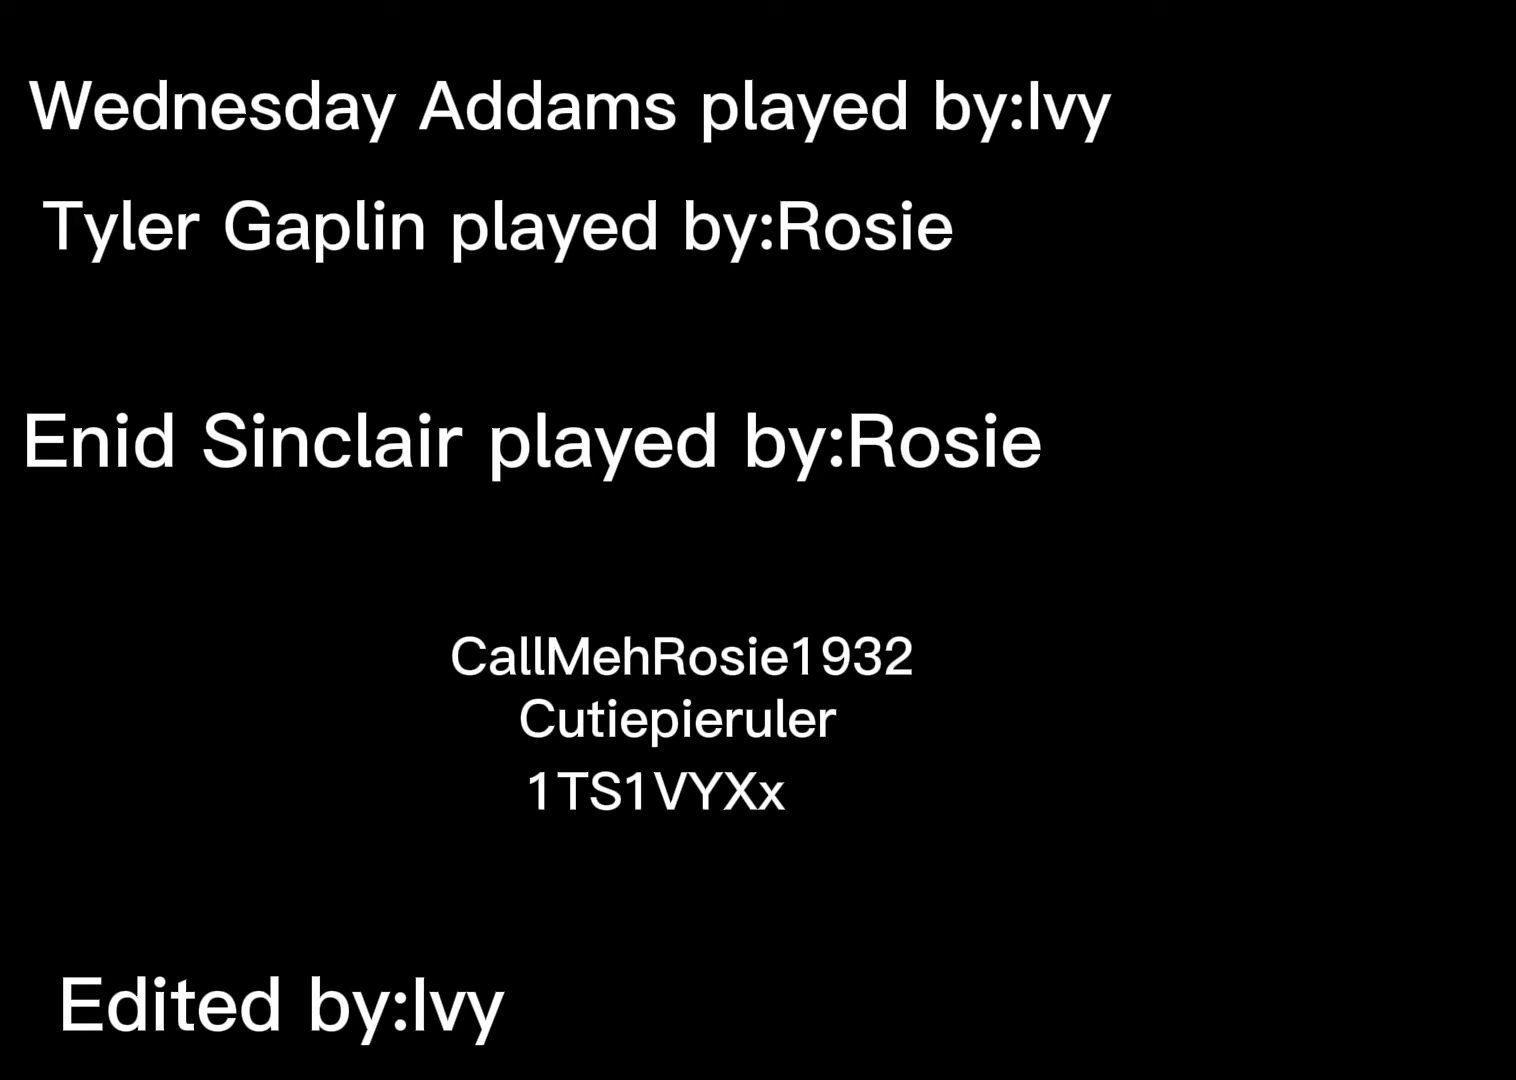 Wednesday Addams played by:Ivy
Tyler Gaplin played by:Rosie
Enid Sinclair played by:Rosie
CallMehRosie1932
Cutiepieruler
1TS1VYXx
Edited by:Ivy